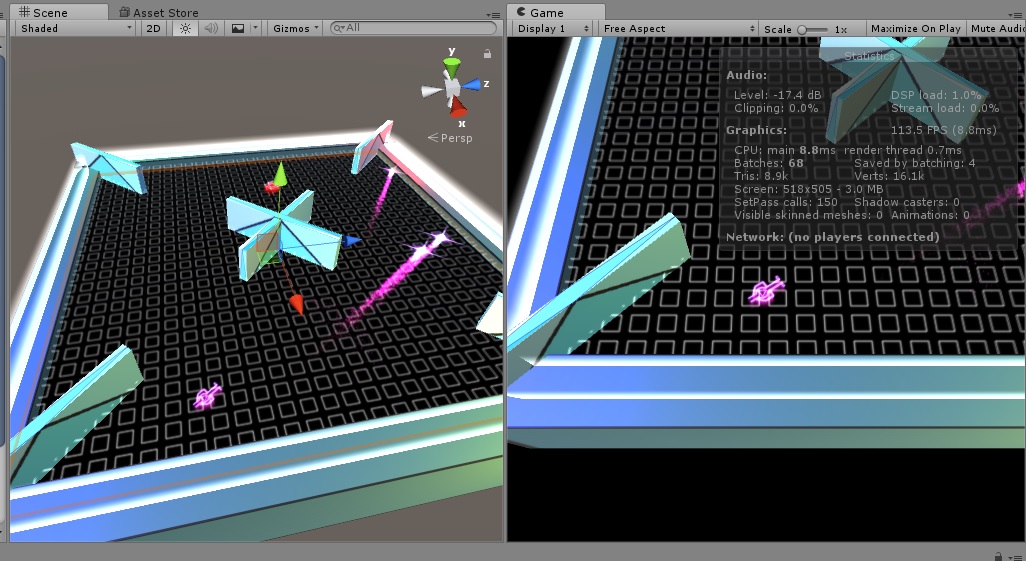 Scene
Asset Store
Shaded
2D
Gizmos
All
y
z
x
Persp
Game
Display 1
Free Aspect
Scale
1x
Maximize On Play
Mute Audio
Statistics
Audio:
Level: -17.4 dB DSP load: 1.0%
Clipping: 0.0% Stream load: 0.0%
Graphics: 113.5 FPS (8.8ms)
CPU: main 8.8ms render thread 0.7ms
Batches: 68 Saved by batching: 4
Tris: 8.9k Verts: 16.1k
Screen: 518x505 - 3.0 MB
SetPass calls: 150 Shadow casters: 0
Visible skinned meshes: 0 Animations: 0
Network: (no players connected)